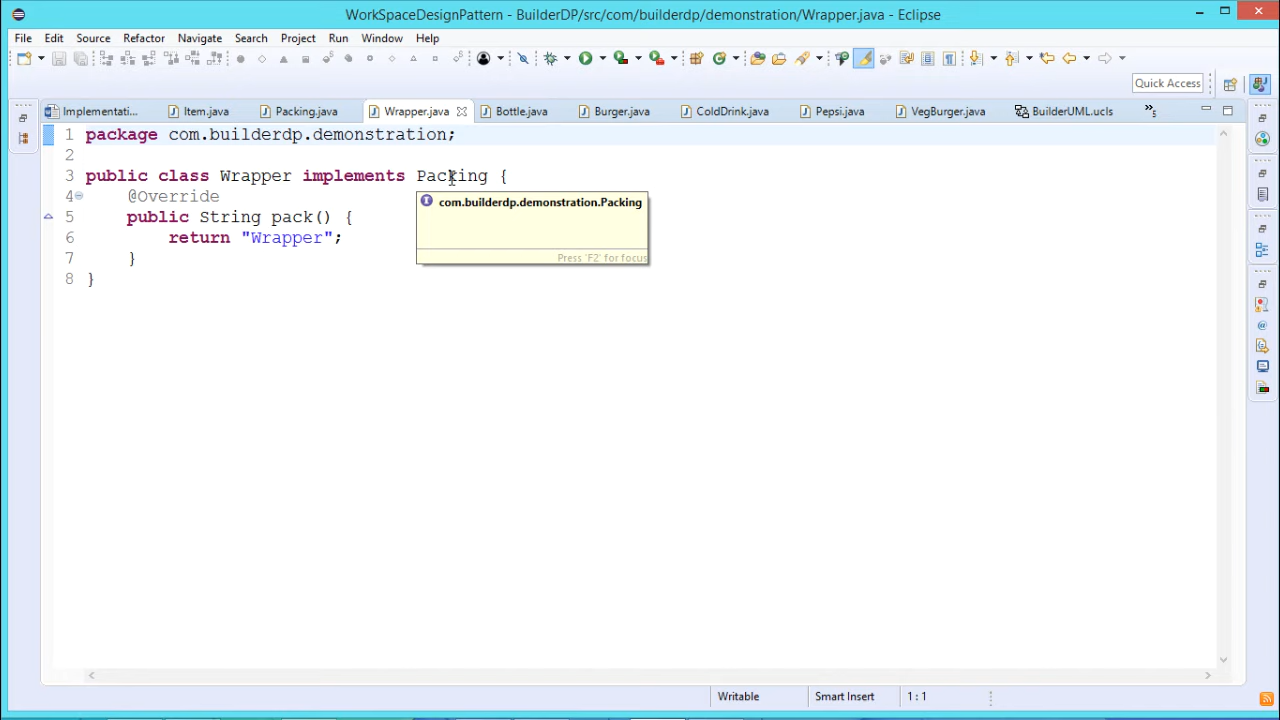 WorkSpaceDesignPattern - BuilderDP/src/com/builderdp/demonstration/Wrapper.java - Eclipse
File Edit Source Refactor Navigate Search Project Run Window Help
Quick Access
Implementati... Item.java Packing.java Wrapper.java Bottle.java Burger.java ColdDrink.java Pepsi.java VegBurger.java BuilderUML.ucls »5
1 package com.builderdp.demonstration;
2
3 public class Wrapper implements Packing {
4 @Override
5 public String pack() {
6 return "Wrapper";
7 }
8 }
com.builderdp.demonstration.Packing
Press 'F2' for focus
Writable Smart Insert 1 : 1